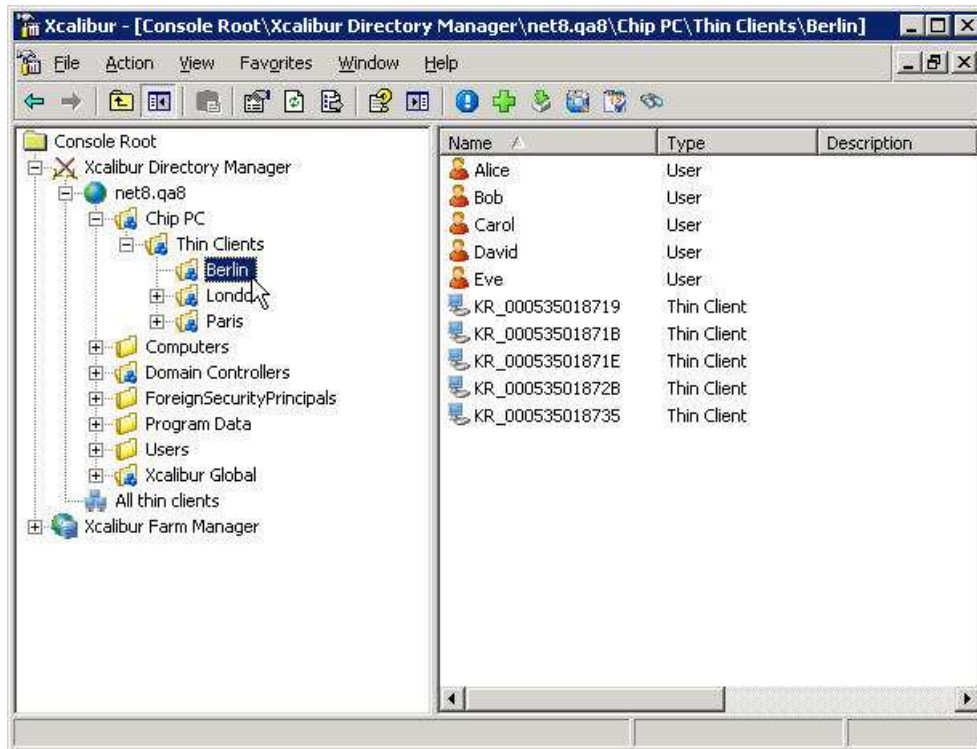 Xcalibur - [Console Root\Xcalibur Directory Manager\net8.qa8\Chip PC\Thin Clients\Berlin]
File Action View Favorites Window Help
Console Root
Xcalibur Directory Manager
net8.qa8
Chip PC
Thin Clients
Berlin
Paris
Computers
Domain Controllers
ForeignSecurityPrincipals
Program Data
Users
Xcalibur Global
All thin clients
Xcalibur Farm Manager
Name Type Description
Alice User
Bob User
Carol User
David User
Eve User
KR_000535018719 Thin Client
KR_00053501871B Thin Client
KR_00053501871E Thin Client
KR_00053501872B Thin Client
KR_000535018735 Thin Client